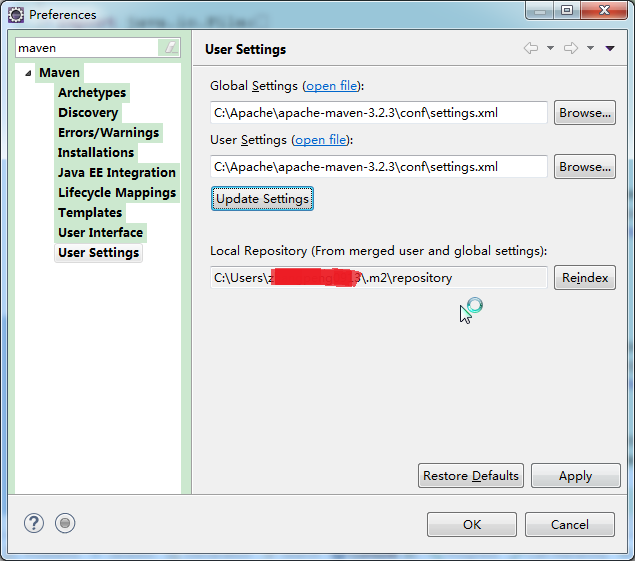 Preferences
maven
User Settings
Maven
Archetypes
Discovery
Errors/Warnings
Installations
Java EE Integration
Lifecycle Mappings
Templates
User Interface
User Settings
Global Settings (open file):
C:\Apache\apache-maven-3.2.3\conf\settings.xml
Browse...
User Settings (open file):
C:\Apache\apache-maven-3.2.3\conf\settings.xml
Browse...
Update Settings
Local Repository (From merged user and global settings):
C:\Users\z 3\.m2\repository
Reindex
Restore Defaults
Apply
OK
Cancel